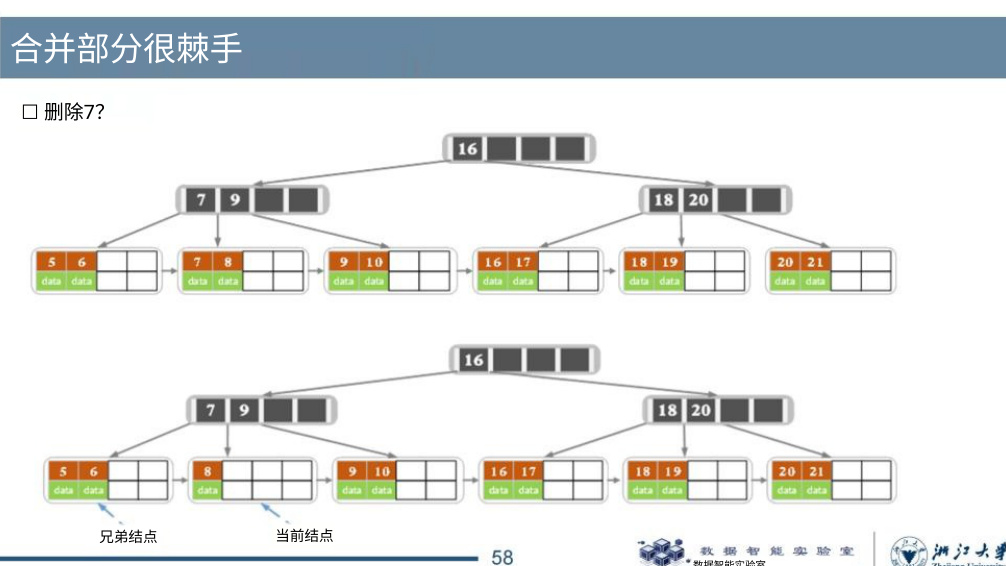 合并部分很棘手
□ 删除7?
16
7 9
18 20
5 6
7 8
9 10
16 17
18 19
20 21
data data
data data
data data
data data
data data
data data
16
7 9
18 20
5 6
8
9 10
16 17
18 19
20 21
data data
data
data data
data data
data data
data data
兄弟结点
当前结点
58
数据智能实验室
* 数据智能实验室
浙江大学